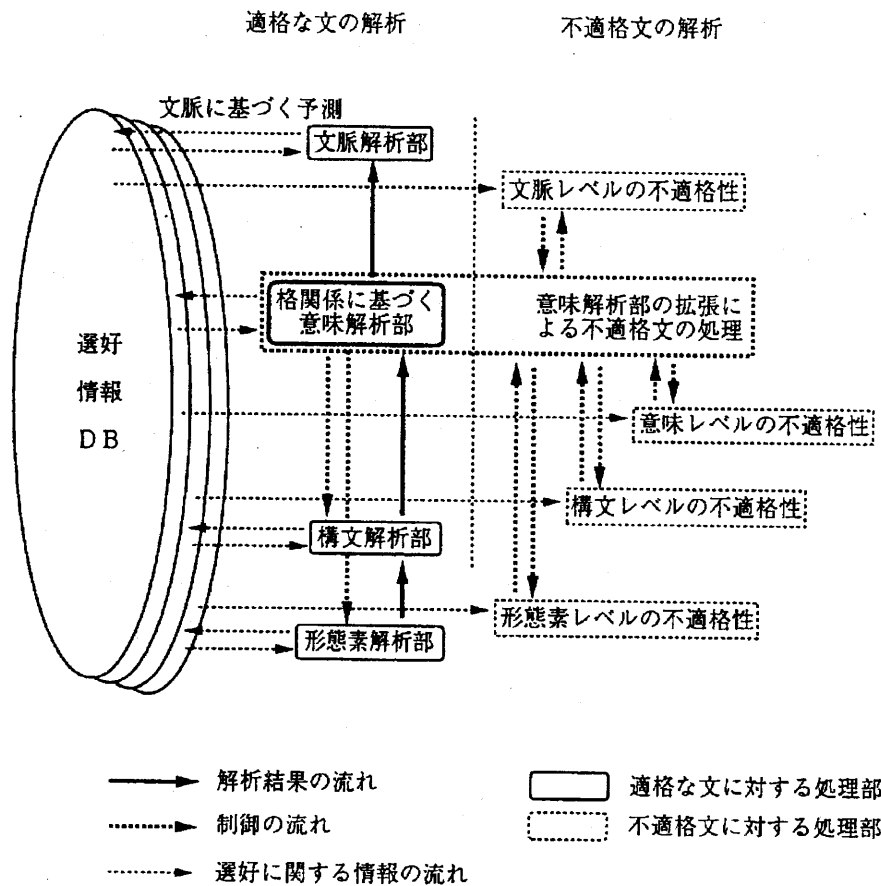 適格な文の解析
不適格文の解析
文脈に基づく予測
文脈解析部
文脈レベルの不適格性
格関係に基づく
意味解析部
意味解析部の拡張に
よる不適格文の処理
選好
情報
DB
意味レベルの不適格性
構文レベルの不適格性
構文解析部
形態素レベルの不適格性
形態素解析部
解析結果の流れ
適格な文に対する処理部
制御の流れ
不適格文に対する処理部
選好に関する情報の流れ